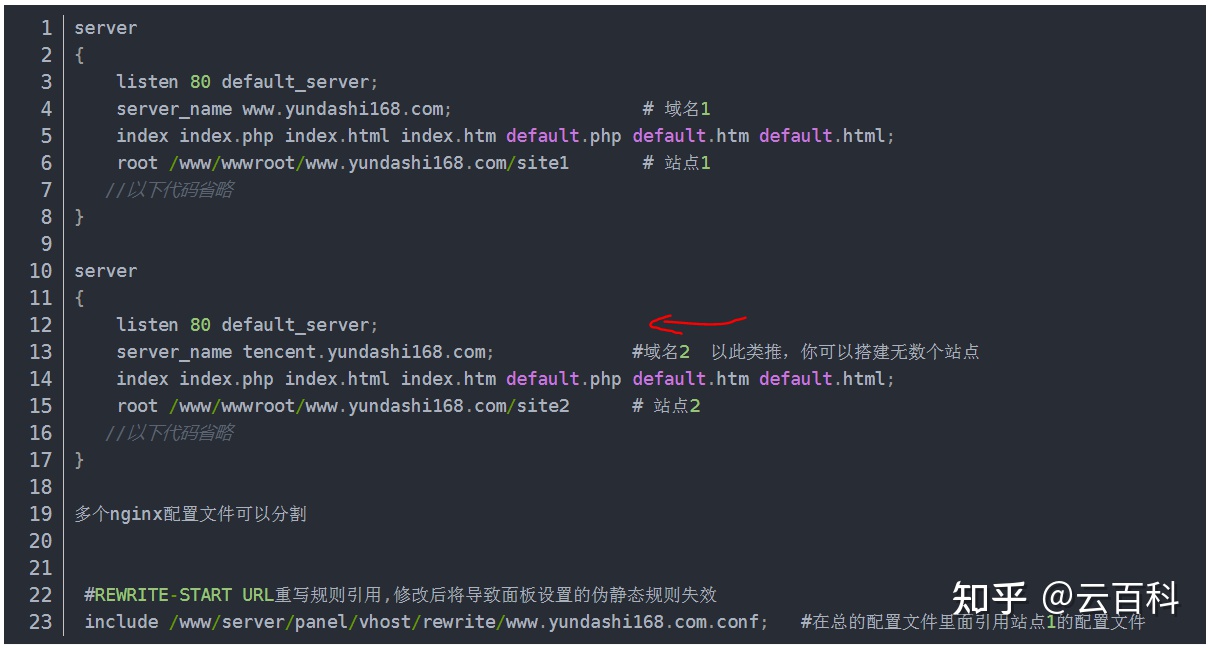 1 server
2 {
3 listen 80 default_server;
4 server_name www.yundashi168.com; # 域名1
5 index index.php index.html index.htm default.php default.htm default.html;
6 root /www/wwwroot/www.yundashi168.com/site1 # 站点1
7 //以下代码省略
8 }
9
10 server
11 {
12 listen 80 default_server;
13 server_name tencent.yundashi168.com; #域名2 以此类推，你可以搭建无数个站点
14 index index.php index.html index.htm default.php default.htm default.html;
15 root /www/wwwroot/www.yundashi168.com/site2 # 站点2
16 //以下代码省略
17 }
18
19 多个nginx配置文件可以分割
20
21
22 #REWRITE-START URL重写规则引用,修改后将导致面板设置的伪静态规则失效
23 include /www/server/panel/vhost/rewrite/www.yundashi168.com.conf; #在总的配置文件里面引用站点1的配置文件
知乎 @云百科